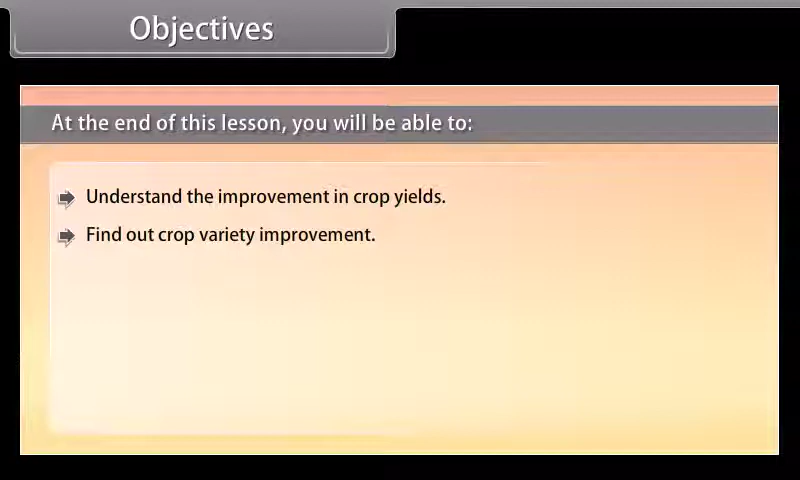 Objectives
At the end of this lesson, you will be able to:
Understand the improvement in crop yields.
Find out crop variety improvement.